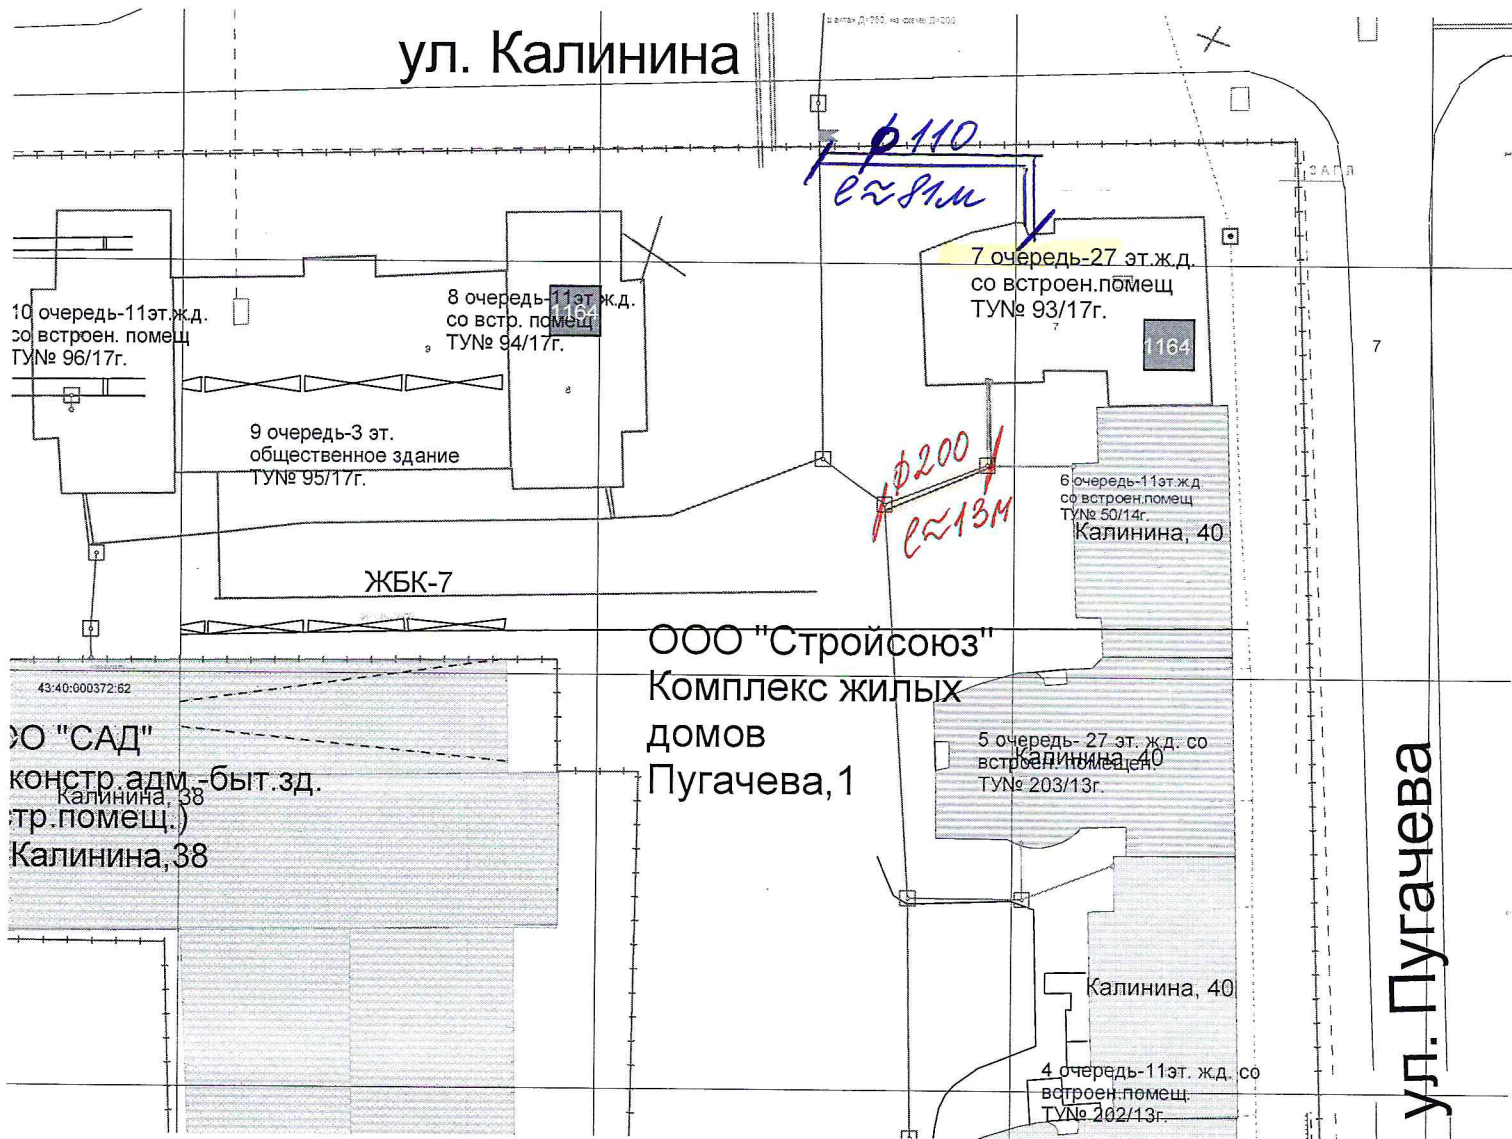 ул. Калинина
ф110
l≈81м
ЗАГЛ
7 очередь-27 эт.ж.д.
со встроен.помещ
ТУ№ 93/17г.
7
1164
7
10 очередь-11эт.ж.д.
со встроен. помещ
ТУ№ 96/17г.
8 очередь-11эт ж.д.
со встр. помещ
ТУ№ 94/17г.
1164
9
8
9 очередь-3 эт.
общественное здание
ТУ№ 95/17г.
ф200
l≈13м
6 очередь-11эт.ж.д
со встроен.помещ
ТУ№ 50/14г.
Калинина, 40
ЖБК-7
ООО "Стройсоюз"
Комплекс жилых
домов
Пугачева,1
43:40:000372:62
ОО "САД"
констр.адм.-быт.зд.
Калинина, 38
тр.помещ.)
Калинина,38
5 очередь- 27 эт. ж.д. со
встроен. помещен.
Калинина, 40
ТУ№ 203/13г.
Калинина, 40
4 очередь-11эт. ж.д. со
встроен.помещ.
ТУ№ 202/13г.
ул. Пугачева